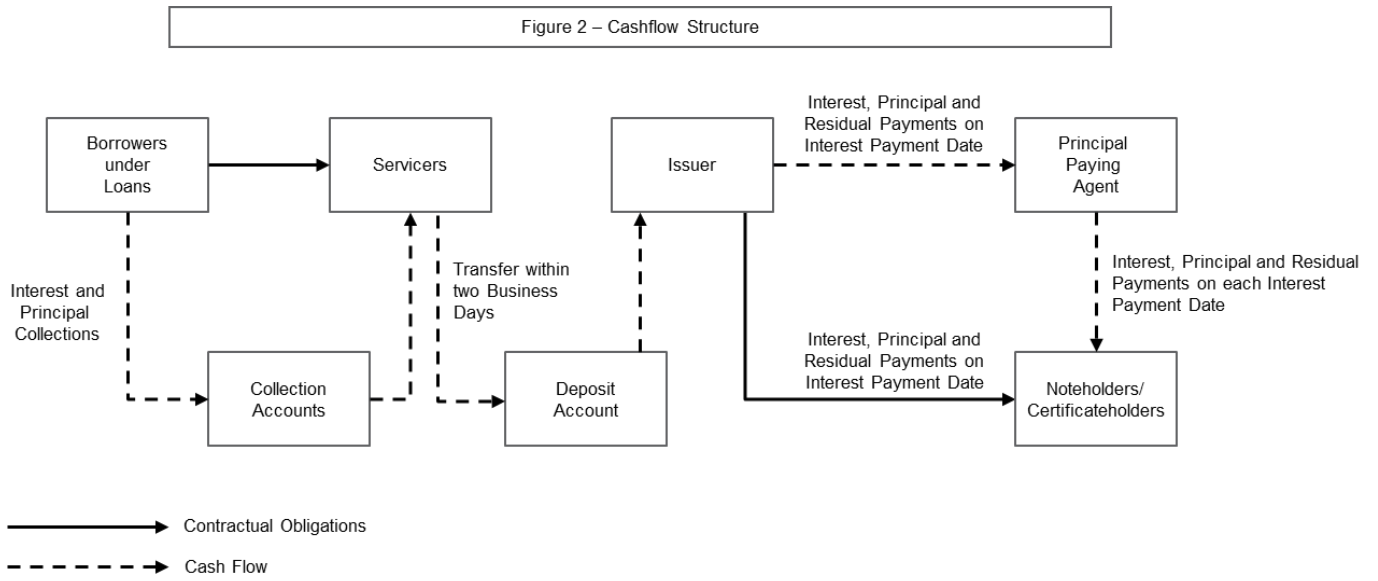 Figure 2 – Cashflow Structure
Borrowers
under
Loans
Servicers
Issuer
Interest, Principal and
Residual Payments on
Interest Payment Date
Principal
Paying
Agent
Interest and
Principal
Collections
Transfer within
two Business
Days
Interest, Principal and Residual
Payments on each Interest
Payment Date
Collection
Accounts
Deposit
Account
Interest, Principal and
Residual Payments on
Interest Payment Date
Noteholders/
Certificateholders
Contractual Obligations
Cash Flow